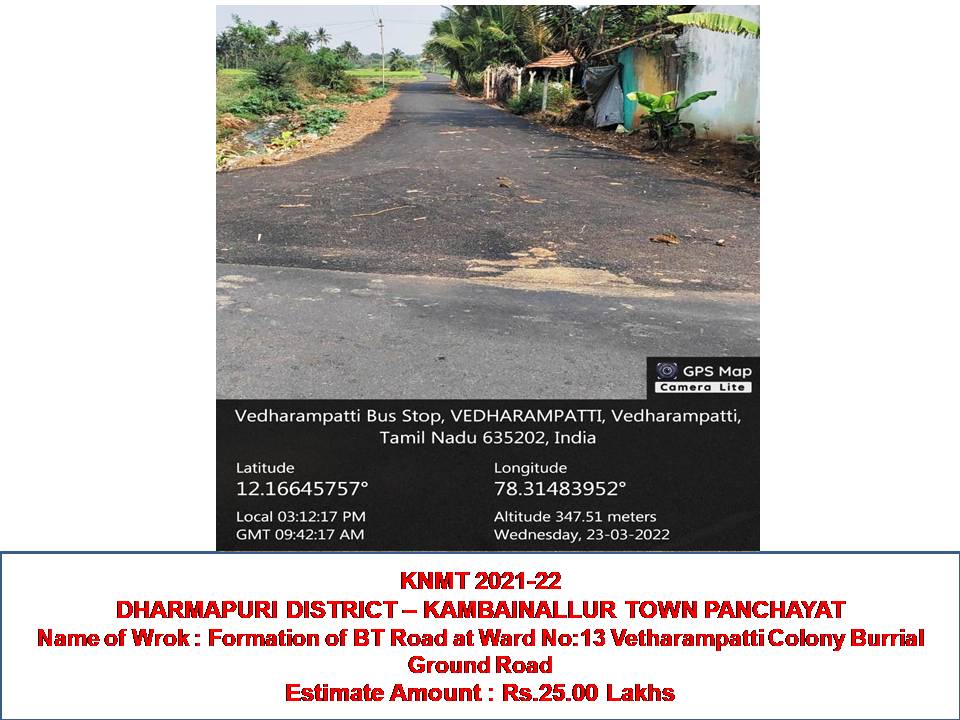 GPS Map
Camera Lite
Vedharampatti Bus Stop, VEDHARAMPATTI, Vedharampatti,
Tamil Nadu 635202, India
Latitude
12.16645757°
Longitude
78.31483952°
Local 03:12:17 PM
GMT 09:42:17 AM
Altitude 347.51 meters
Wednesday, 23-03-2022
KNMT 2021-22
DHARMAPURI DISTRICT – KAMBAINALLUR TOWN PANCHAYAT
Name of Wrok : Formation of BT Road at Ward No:13 Vetharampatti Colony Burrial
Ground Road
Estimate Amount : Rs.25.00 Lakhs